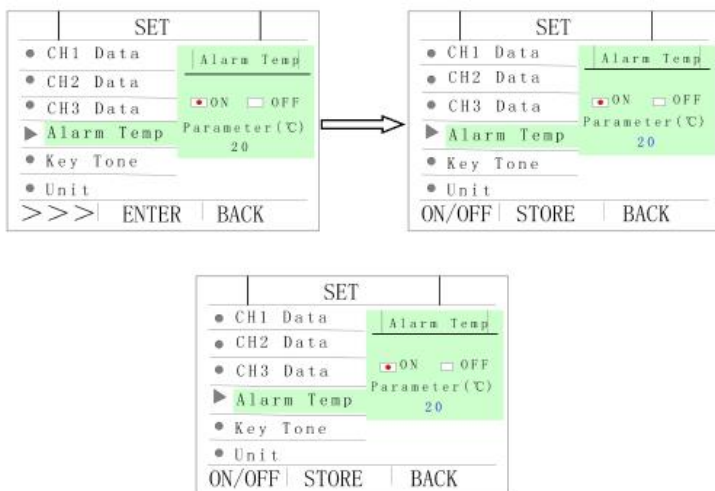 SET
CH1 Data
CH2 Data
CH3 Data
Alarm Temp
Key Tone
Unit
Alarm Temp
ON OFF
Parameter(℃)
20
>>> ENTER BACK
SET
CH1 Data
CH2 Data
CH3 Data
Alarm Temp
Key Tone
Unit
Alarm Temp
ON OFF
Parameter(℃)
20
ON/OFF STORE BACK
SET
CH1 Data
CH2 Data
CH3 Data
Alarm Temp
Key Tone
Unit
Alarm Temp
ON OFF
Parameter(℃)
20
ON/OFF STORE BACK